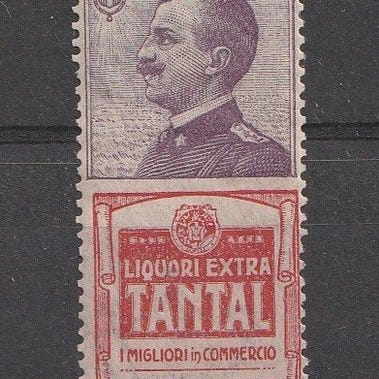 LIQUORI EXTRA
TANTAL
I MIGLIORI in COMMERCIO